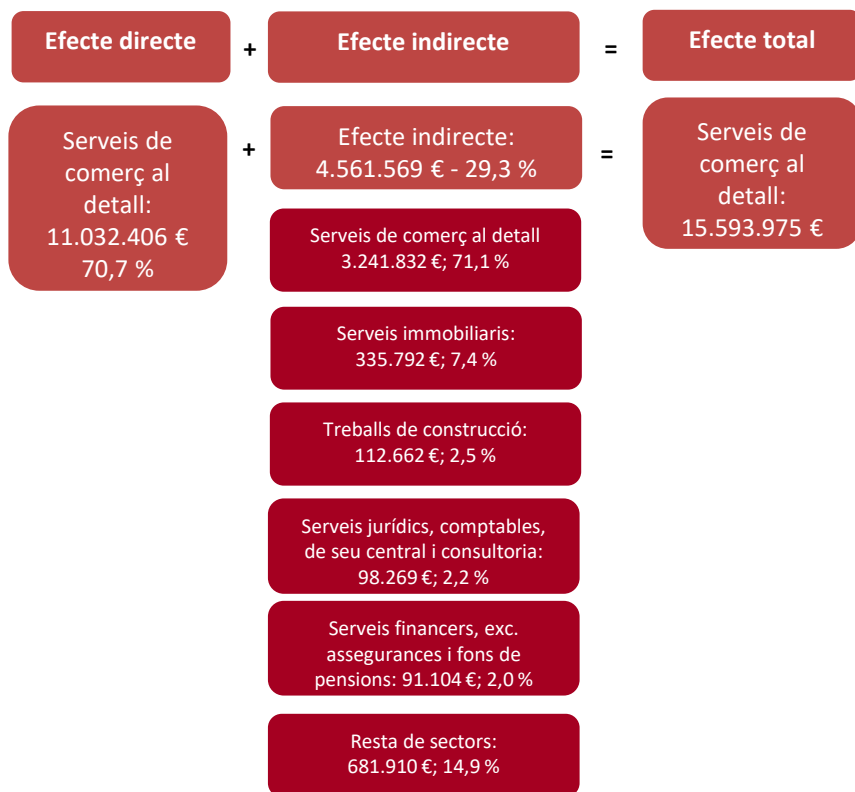 Efecte directe
+
Efecte indirecte
=
Efecte total
Serveis de
comerç al
detall:
11.032.406 €
70,7 %
+
Efecte indirecte:
4.561.569 € - 29,3 %
=
Serveis de
comerç al
detall:
15.593.975 €
Serveis de comerç al detall
3.241.832 €; 71,1 %
Serveis immobiliaris:
335.792 €; 7,4 %
Treballs de construcció:
112.662 €; 2,5 %
Serveis jurídics, comptables,
de seu central i consultoria:
98.269 €; 2,2 %
Serveis financers, exc.
assegurances i fons de
pensions: 91.104 €; 2,0 %
Resta de sectors:
681.910 €; 14,9 %